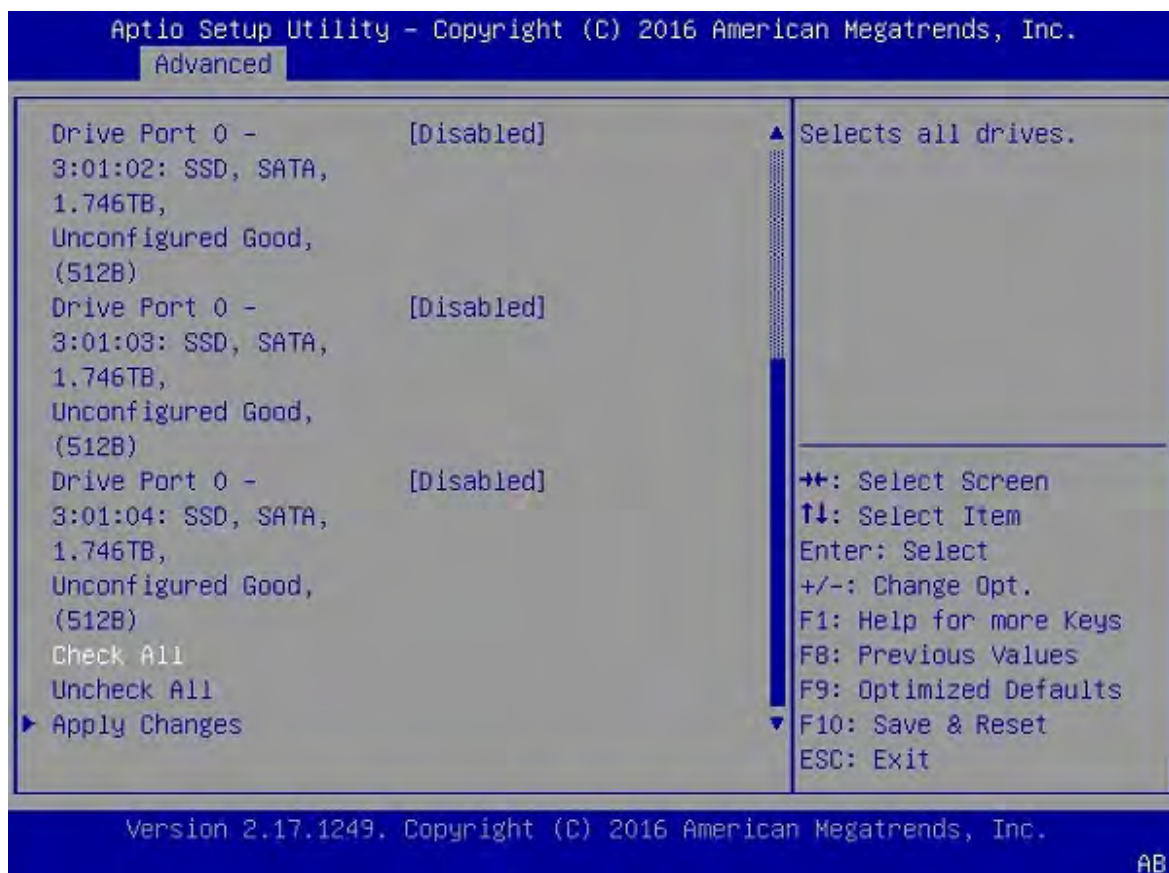 Aptio Setup Utility – Copyright (C) 2016 American Megatrends, Inc.
Advanced
Drive Port 0 – [Disabled]
3:01:02: SSD, SATA,
1.746TB,
Unconfigured Good,
(512B)
Drive Port 0 – [Disabled]
3:01:03: SSD, SATA,
1.746TB,
Unconfigured Good,
(512B)
Drive Port 0 – [Disabled]
3:01:04: SSD, SATA,
1.746TB,
Unconfigured Good,
(512B)
Check All
Uncheck All
▶ Apply Changes
Selects all drives.
→←: Select Screen
↑↓: Select Item
Enter: Select
+/-: Change Opt.
F1: Help for more Keys
F8: Previous Values
F9: Optimized Defaults
F10: Save & Reset
ESC: Exit
Version 2.17.1249. Copyright (C) 2016 American Megatrends, Inc.
AB